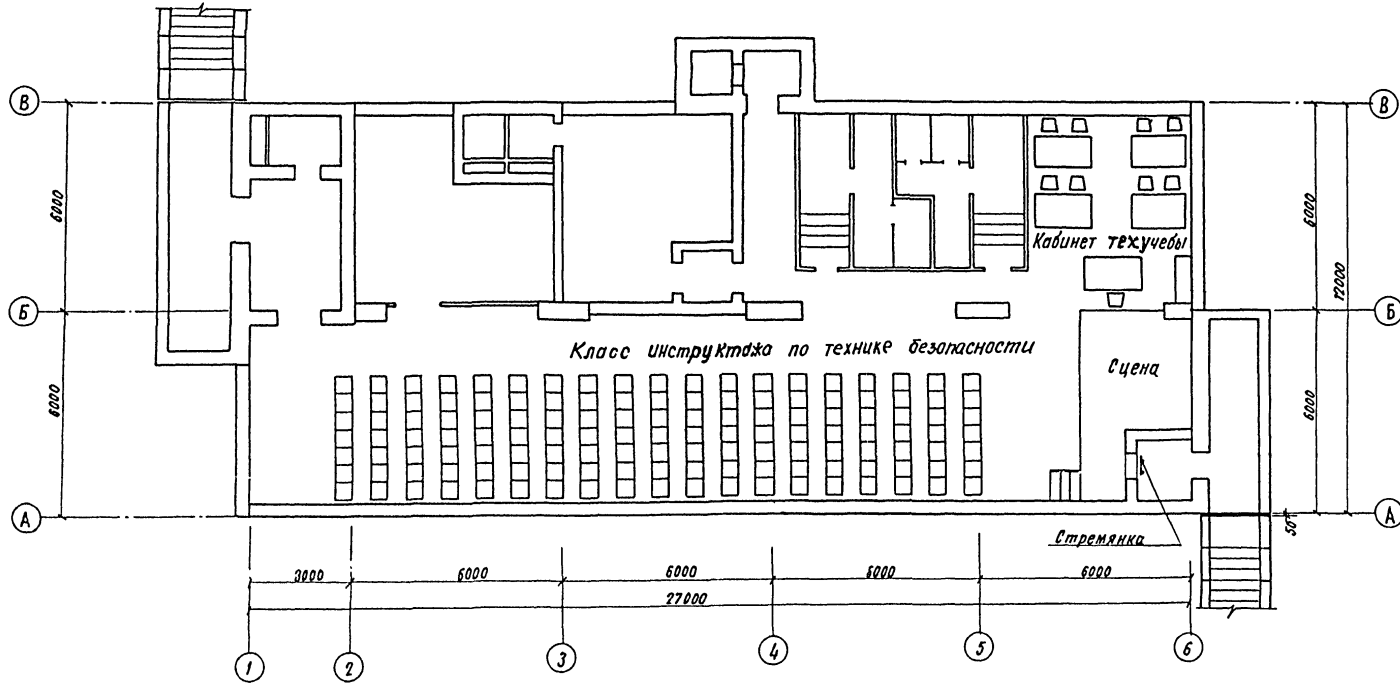 В
В
6000
6000
12000
Кабинет техучебы
Б
Б
Класс инструктажа по технике безопасности
Сцена
6000
6000
А
А
50
Стремянка
3000
6000
6000
6000
6000
27000
1
2
3
4
5
6